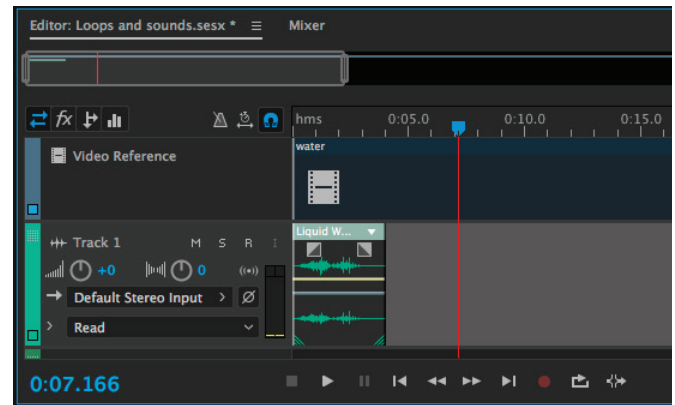 Editor: Loops and sounds.sesx * ≡ Mixer
fx
hms 0:05.0 0:10.0 0:15.0
water
Video Reference
Liquid W...
Track 1 M S R I
+0 0
Default Stereo Input >
Read
0:07.166